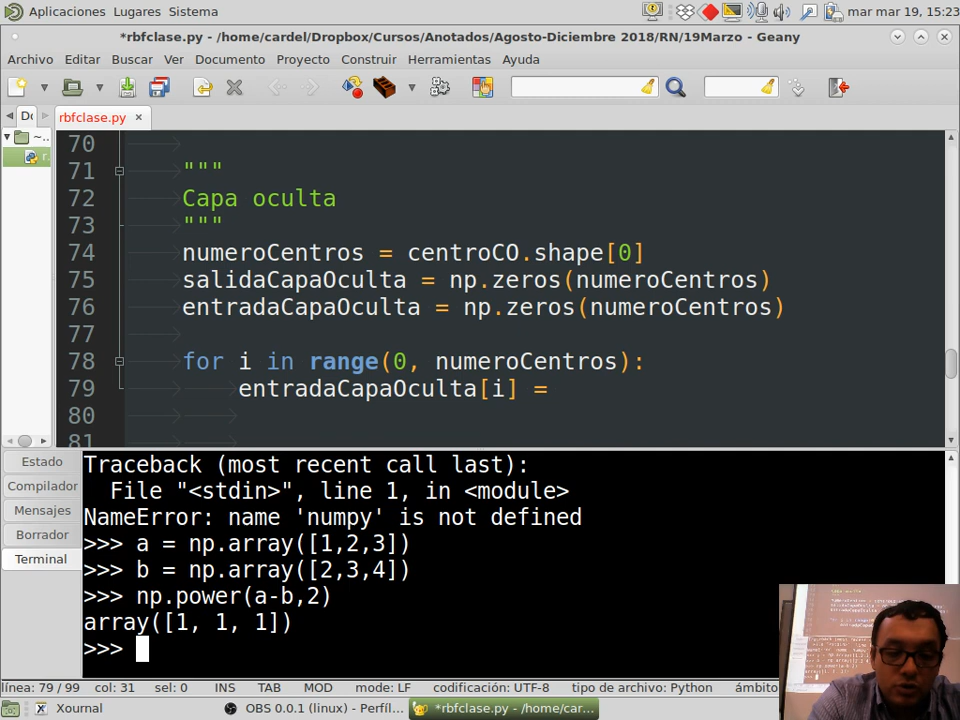 Aplicaciones Lugares Sistema
mar mar 19, 15:23
*rbfclase.py - /home/cardel/Dropbox/Cursos/Anotados/Agosto-Diciembre 2018/RN/19Marzo - Geany
Archivo Editar Buscar Ver Documento Proyecto Construir Herramientas Ayuda
Do
rbfclase.py ×
~..
r.
70
71 """
72 Capa oculta
73 """
74 numeroCentros = centroCO.shape[0]
75 salidaCapaOculta = np.zeros(numeroCentros)
76 entradaCapaOculta = np.zeros(numeroCentros)
77
78 for i in range(0, numeroCentros):
79 entradaCapaOculta[i] =
80
81
Estado
Compilador
Mensajes
Borrador
Terminal
Traceback (most recent call last):
File "<stdin>", line 1, in <module>
NameError: name 'numpy' is not defined
>>> a = np.array([1,2,3])
>>> b = np.array([2,3,4])
>>> np.power(a-b,2)
array([1, 1, 1])
>>>
línea: 79 / 99 col: 31 sel: 0 INS TAB MOD mode: LF codificación: UTF-8 tipo de archivo: Python ámbito
Xournal
OBS 0.0.1 (linux) - Perfil...
*rbfclase.py - /home/car...